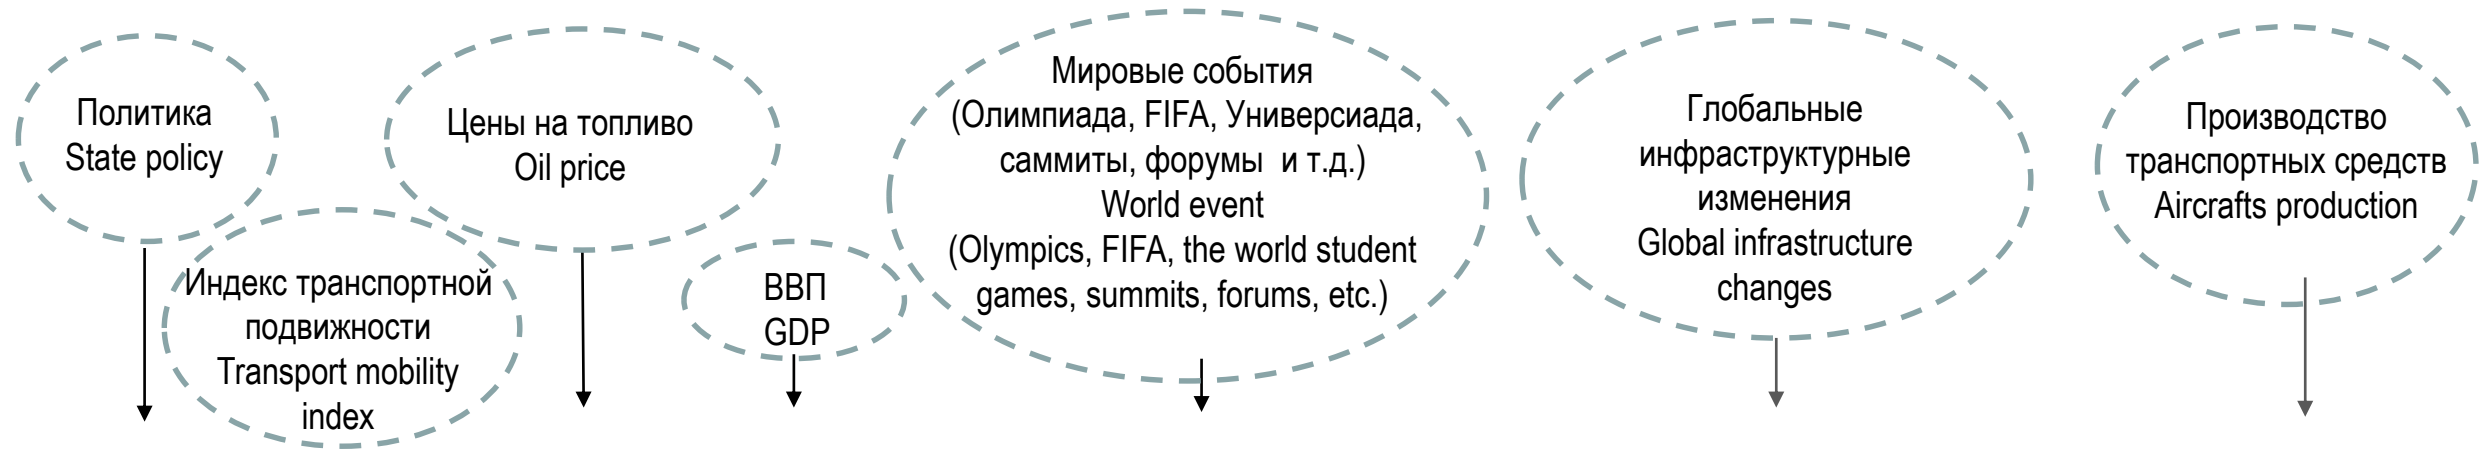 Политика
State policy
Индекс транспортной
подвижности
Transport mobility
index
Цены на топливо
Oil price
ВВП
GDP
Мировые события
(Олимпиада, FIFA, Универсиада,
саммиты, форумы и т.д.)
World event
(Olympics, FIFA, the world student
games, summits, forums, etc.)
Глобальные
инфраструктурные
изменения
Global infrastructure
changes
Производство
транспортных средств
Aircrafts production